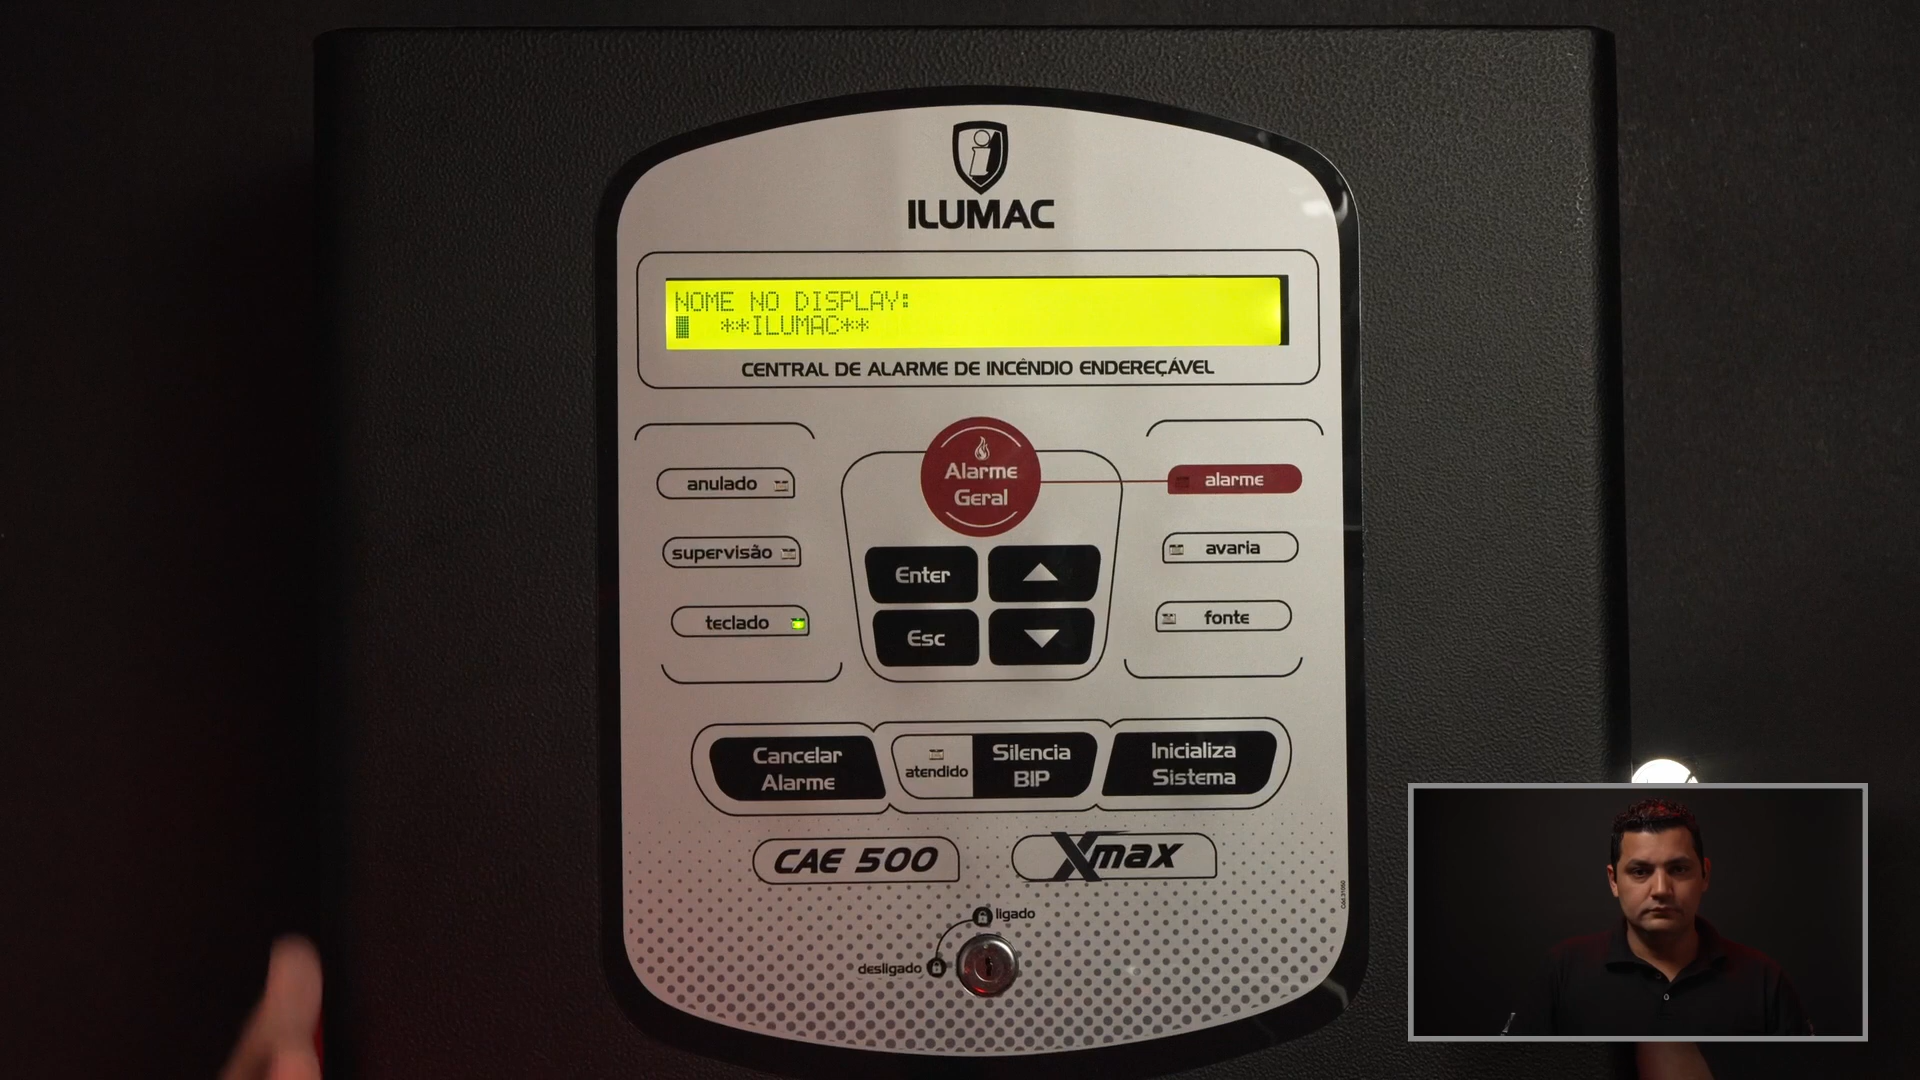 ILUMAC
NOME NO DISPLAY:
**ILUMAC**
CENTRAL DE ALARME DE INCÊNDIO ENDEREÇÁVEL
Alarme
Geral
anulado
alarme
supervisão
avaria
teclado
fonte
Enter
Esc
Cancelar
Alarme
atendido
Silencia
BIP
Inicializa
Sistema
CAE 500
Xmax
ligado
desligado